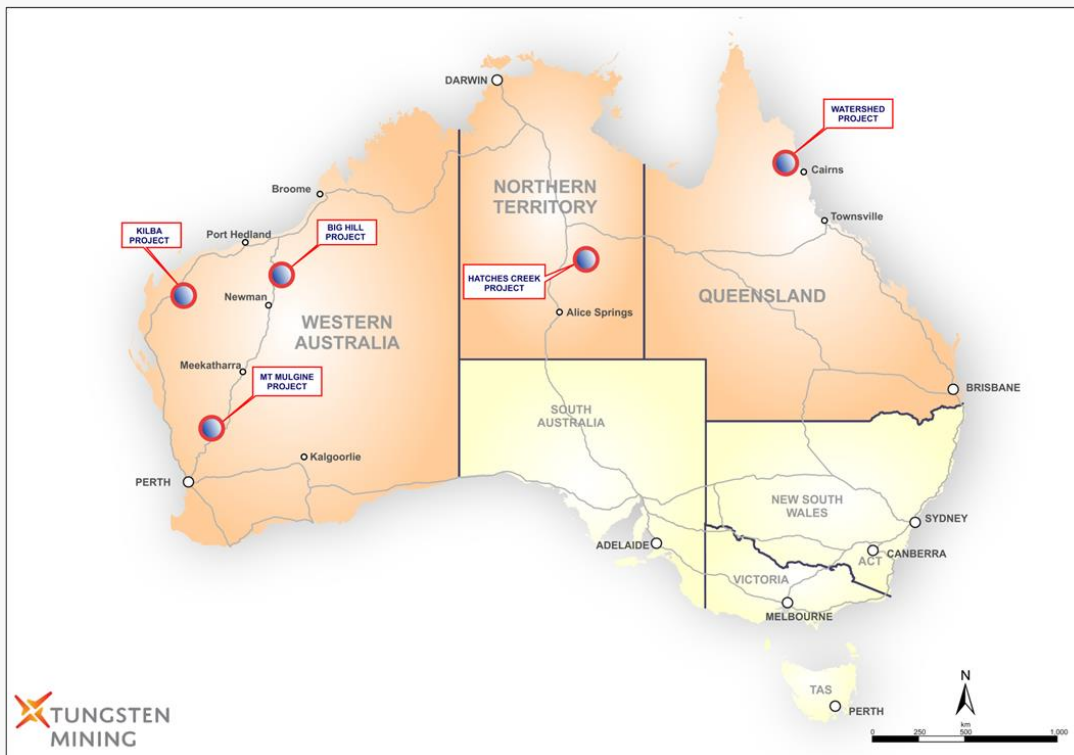 DARWIN
WATERSHED
PROJECT
Cairns
Broome
NORTHERN
TERRITORY
Townsville
KILBA
PROJECT
Port Hedland
BIG HILL
PROJECT
HATCHES CREEK
PROJECT
Newman
QUEENSLAND
Alice Springs
WESTERN
AUSTRALIA
Meekatharra
MT MULGINE
PROJECT
BRISBANE
SOUTH
AUSTRALIA
Kalgoorlie
PERTH
NEW SOUTH
WALES
SYDNEY
ADELAIDE
CANBERRA
ACT
VICTORIA
MELBOURNE
TAS
PERTH
N
km
0 250 500 1,000
TUNGSTEN
MINING